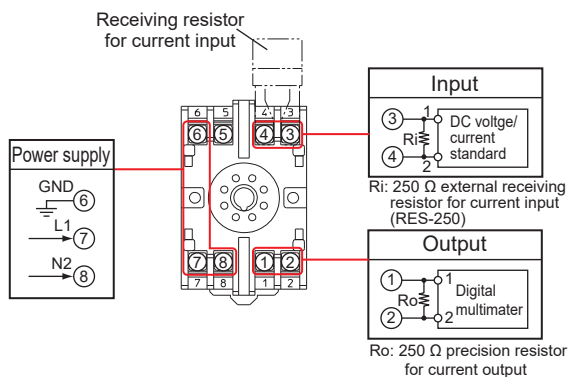 Receiving resistor
for current input
6 5 4 3
6 5 4 3
7 8 1 2
7 8 1 2
Power supply
GND
6
L1
7
N2
8
Input
3 1
Ri
4 2
DC voltge/
current
standard
Ri: 250 Ω external receiving
resistor for current input
(RES-250)
Output
1 1
Ro
2 2
Digital
multimater
Ro: 250 Ω precision resistor
for current output